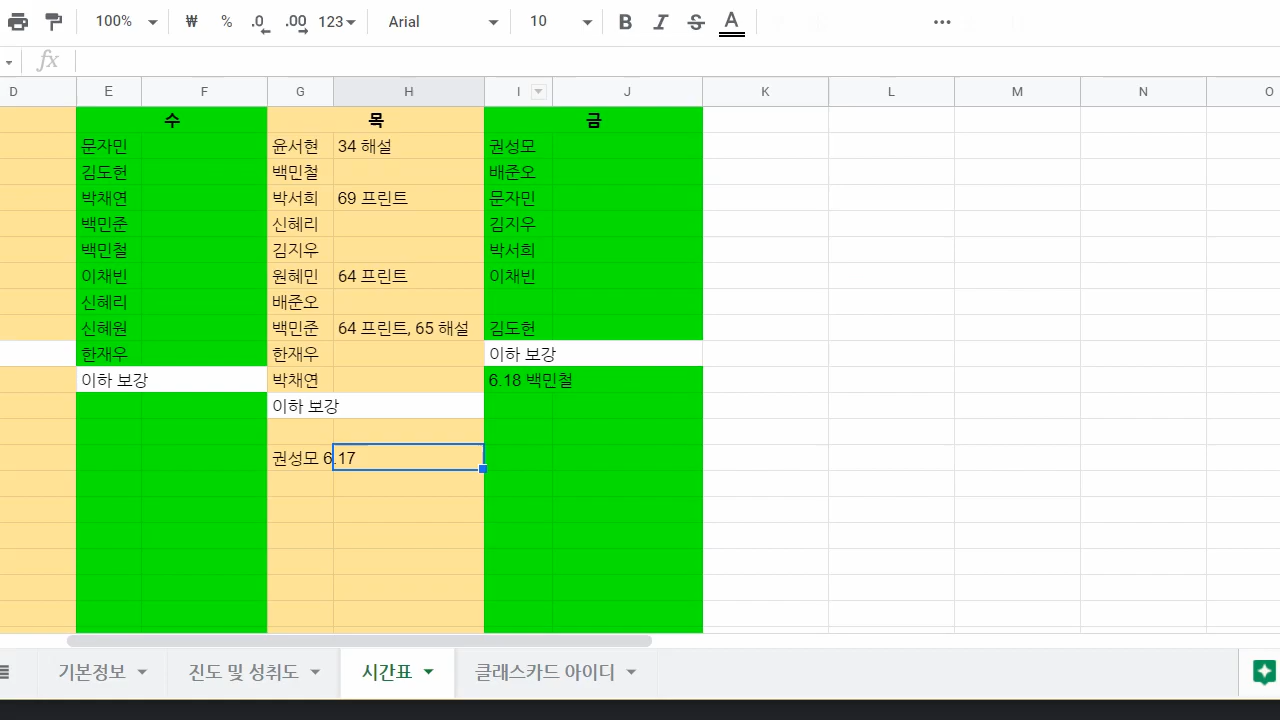 100% ₩ % .0 .00 123 Arial 10 B I S A
fx
D E F G H I J K L M N O
수 목 금
문자민 윤서현 34 해설 권성모
김도헌 백민철 배준오
박채연 박서희 69 프린트 문자민
백민준 신혜리 김지우
백민철 김지우 박서희
이채빈 원혜민 64 프린트 이채빈
신혜리 배준오
신혜원 백민준 64 프린트, 65 해설 김도헌
한재우 한재우 이하 보강
이하 보강 박채연 6.18 백민철
이하 보강
권성모 6.17
기본정보 진도 및 성취도 시간표 클래스카드 아이디